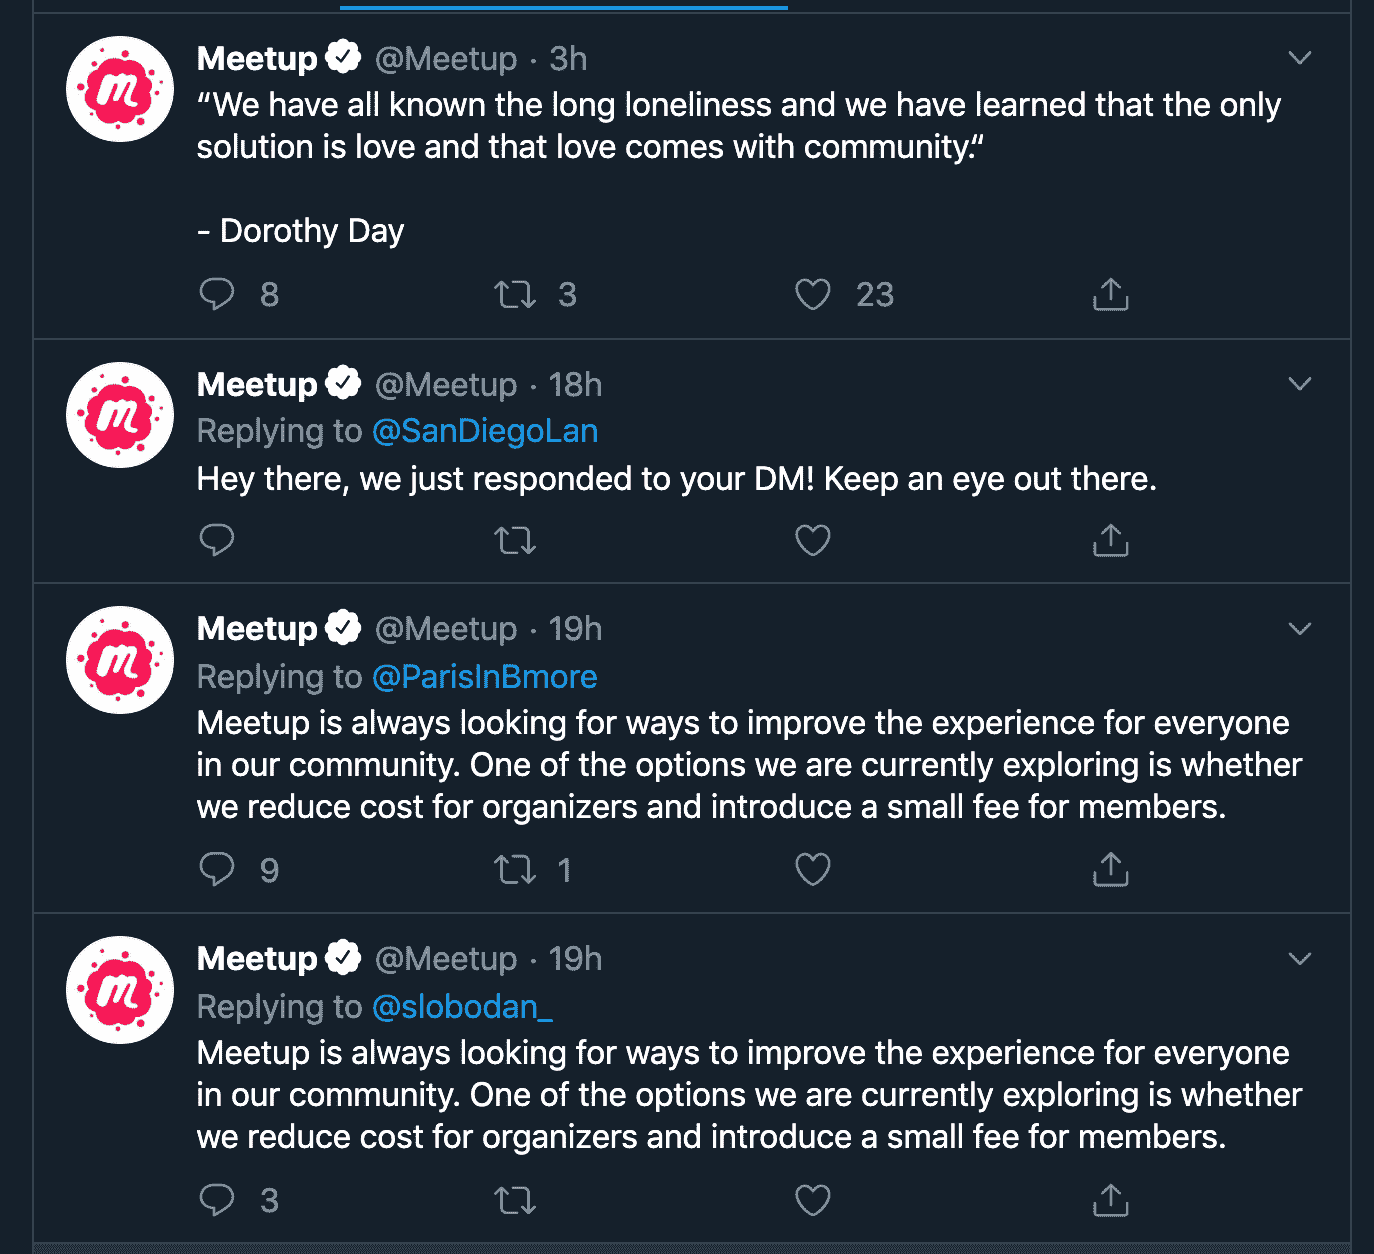 Meetup @Meetup · 3h
“We have all known the long loneliness and we have learned that the only
solution is love and that love comes with community.“
- Dorothy Day
8 3 23
Meetup @Meetup · 18h
Replying to @SanDiegoLan
Hey there, we just responded to your DM! Keep an eye out there.
Meetup @Meetup · 19h
Replying to @ParisInBmore
Meetup is always looking for ways to improve the experience for everyone
in our community. One of the options we are currently exploring is whether
we reduce cost for organizers and introduce a small fee for members.
9 1
Meetup @Meetup · 19h
Replying to @slobodan_
Meetup is always looking for ways to improve the experience for everyone
in our community. One of the options we are currently exploring is whether
we reduce cost for organizers and introduce a small fee for members.
3